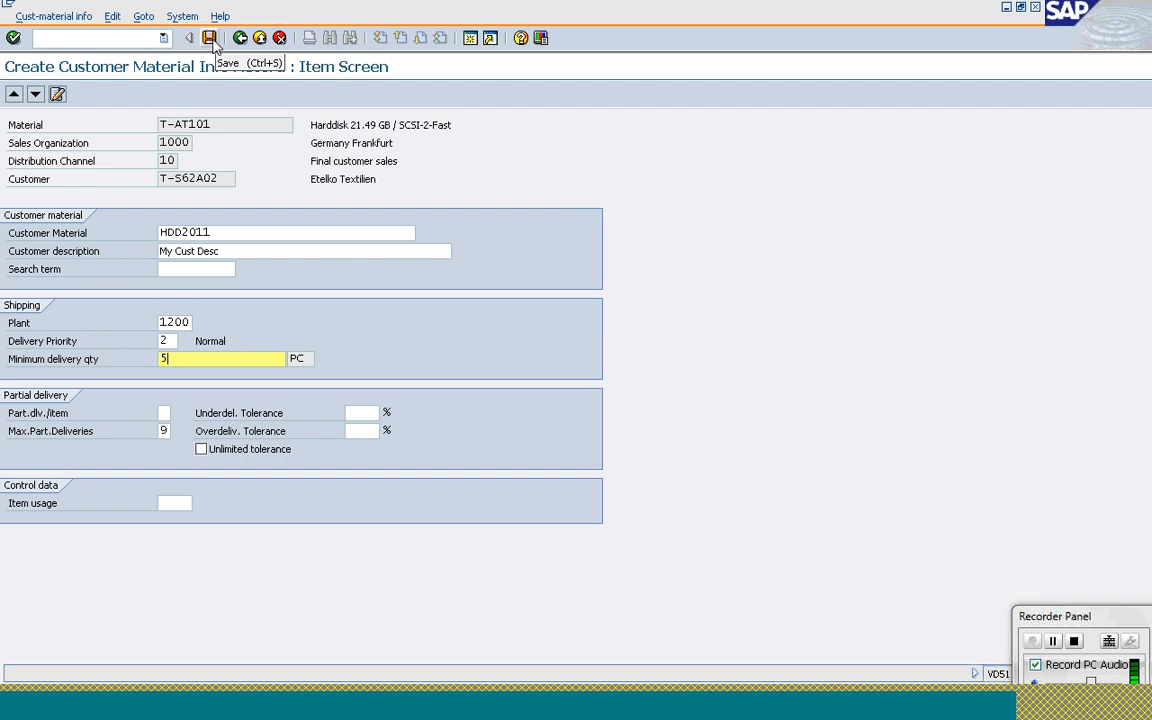 Cust-material info Edit Goto System Help
SAP
Save (Ctrl+S)
Create Customer Material In : Item Screen
Material T-AT101 Harddisk 21.49 GB / SCSI-2-Fast
Sales Organization 1000 Germany Frankfurt
Distribution Channel 10 Final customer sales
Customer T-S62A02 Etelko Textilien
Customer material
Customer Material HDD2011
Customer description My Cust Desc
Search term
Shipping
Plant 1200
Delivery Priority 2 Normal
Minimum delivery qty 5 PC
Partial delivery
Part.dlv./item Underdel. Tolerance %
Max.Part.Deliveries 9 Overdeliv. Tolerance %
Unlimited tolerance
Control data
Item usage
Recorder Panel
Record PC Audio
VD51